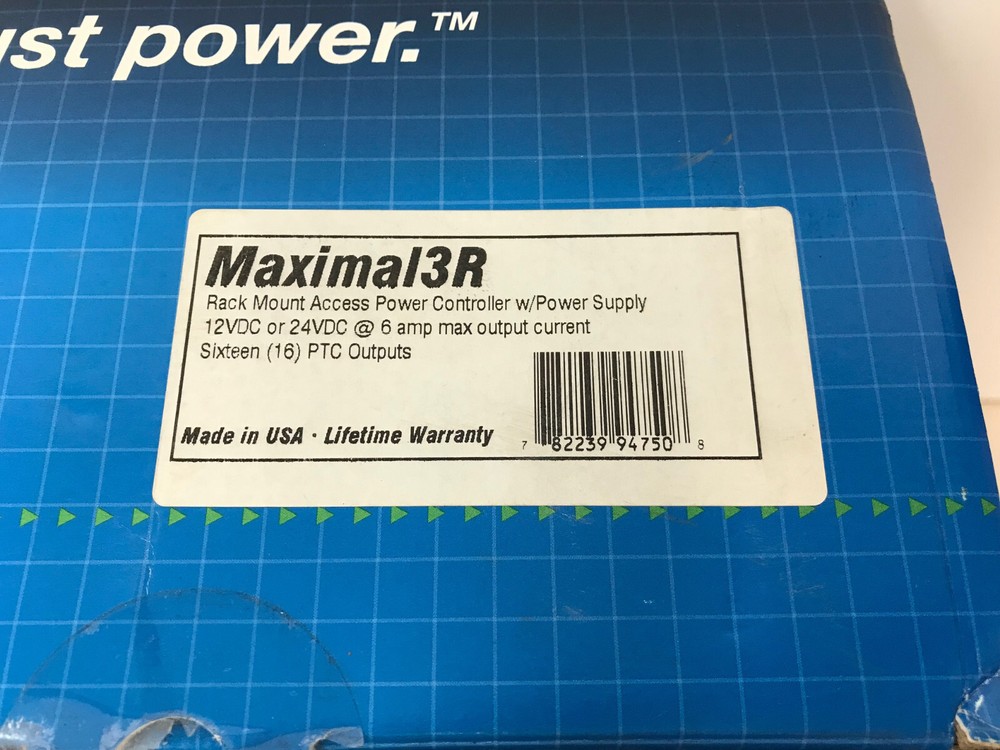 ust power.™
Maximal3R
Rack Mount Access Power Controller w/Power Supply
12VDC or 24VDC @ 6 amp max output current
Sixteen (16) PTC Outputs
Made in USA · Lifetime Warranty
7 82239 94750 8